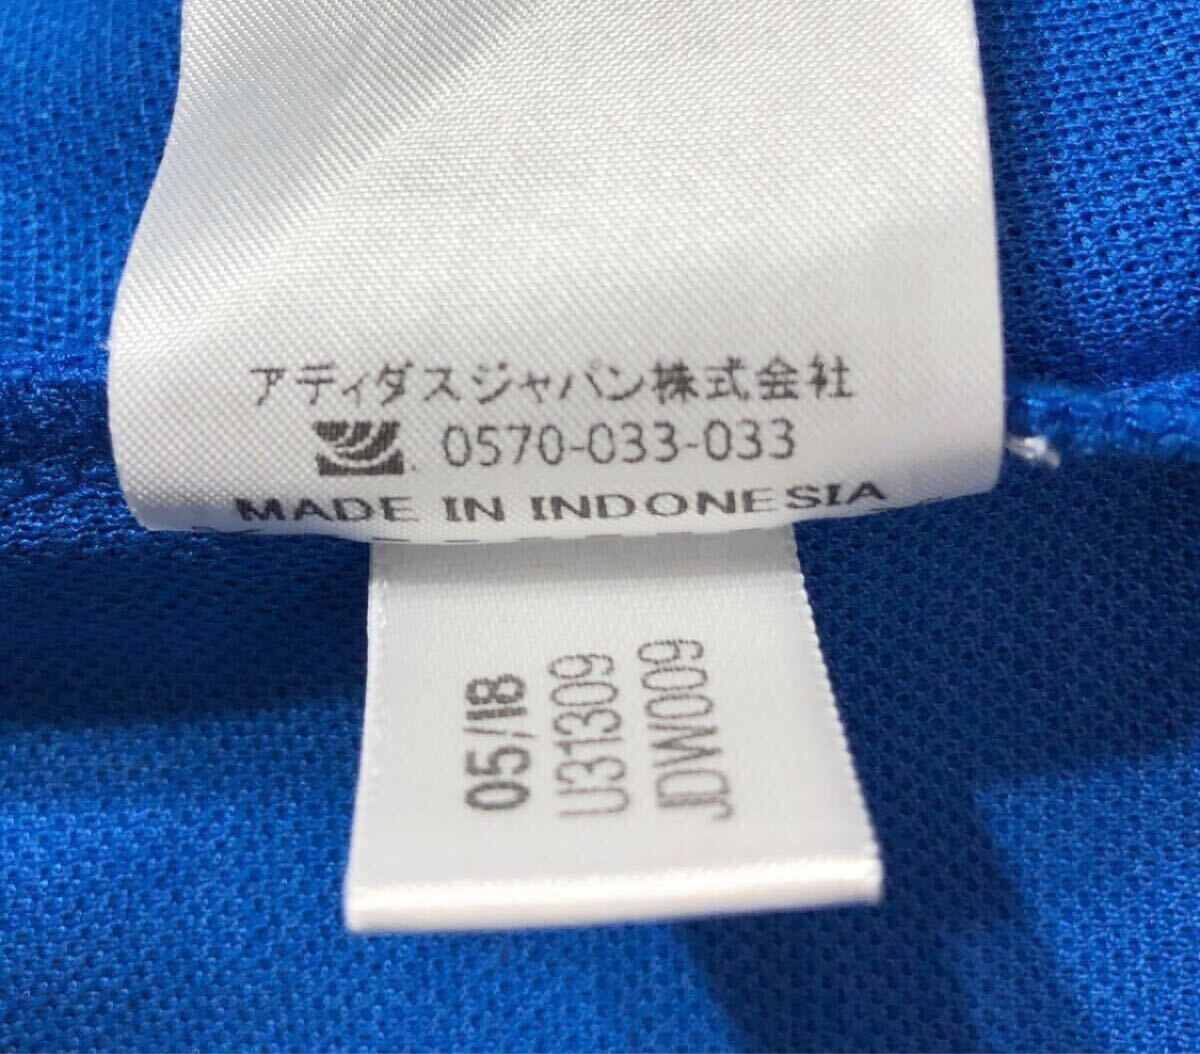 アディダスジャパン株式会社
0570-033-033
MADE IN INDONESIA
05/18
U31309
JDW009